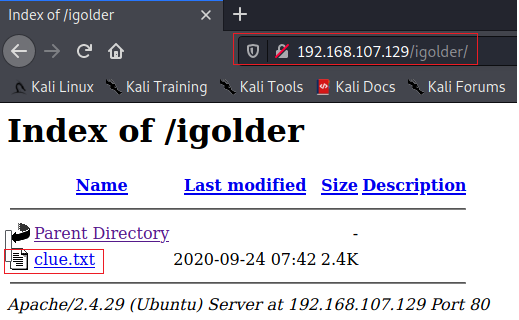 Index of /igolder
192.168.107.129/igolder/
Kali Linux Kali Training Kali Tools Kali Docs Kali Forums
Index of /igolder
Name Last modified Size Description
Parent Directory -
clue.txt 2020-09-24 07:42 2.4K
Apache/2.4.29 (Ubuntu) Server at 192.168.107.129 Port 80